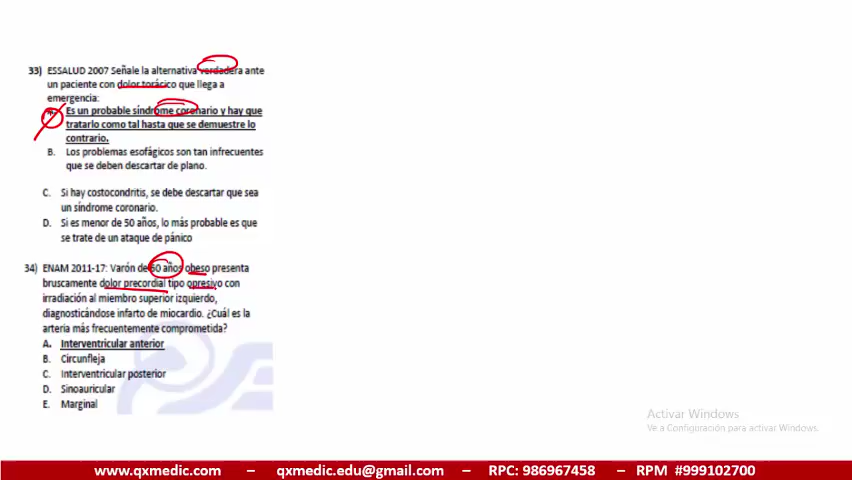 33) ESSALUD 2007 Señale la alternativa verdadera ante
un paciente con dolor torácico que llega a
emergencia:
Es un probable síndrome coronario y hay que
tratarlo como tal hasta que se demuestre lo
contrario.
B. Los problemas esofágicos son tan infrecuentes
que se deben descartar de plano.
C. Si hay costocondritis, se debe descartar que sea
un síndrome coronario.
D. Si es menor de 50 años, lo más probable es que
se trate de un ataque de pánico
34) ENAM 2011-17: Varón de 50 años obeso presenta
bruscamente dolor precordial tipo opresivo con
irradiación al miembro superior izquierdo,
diagnosticándose infarto de miocardio. ¿Cuál es la
arteria más frecuentemente comprometida?
A. Interventricular anterior
B. Circunfleja
C. Interventricular posterior
D. Sinoauricular
E. Marginal
Activar Windows
Ve a Configuración para activar Windows.
www.qxmedic.com – qxmedic.edu@gmail.com – RPC: 986967458 – RPM #999102700